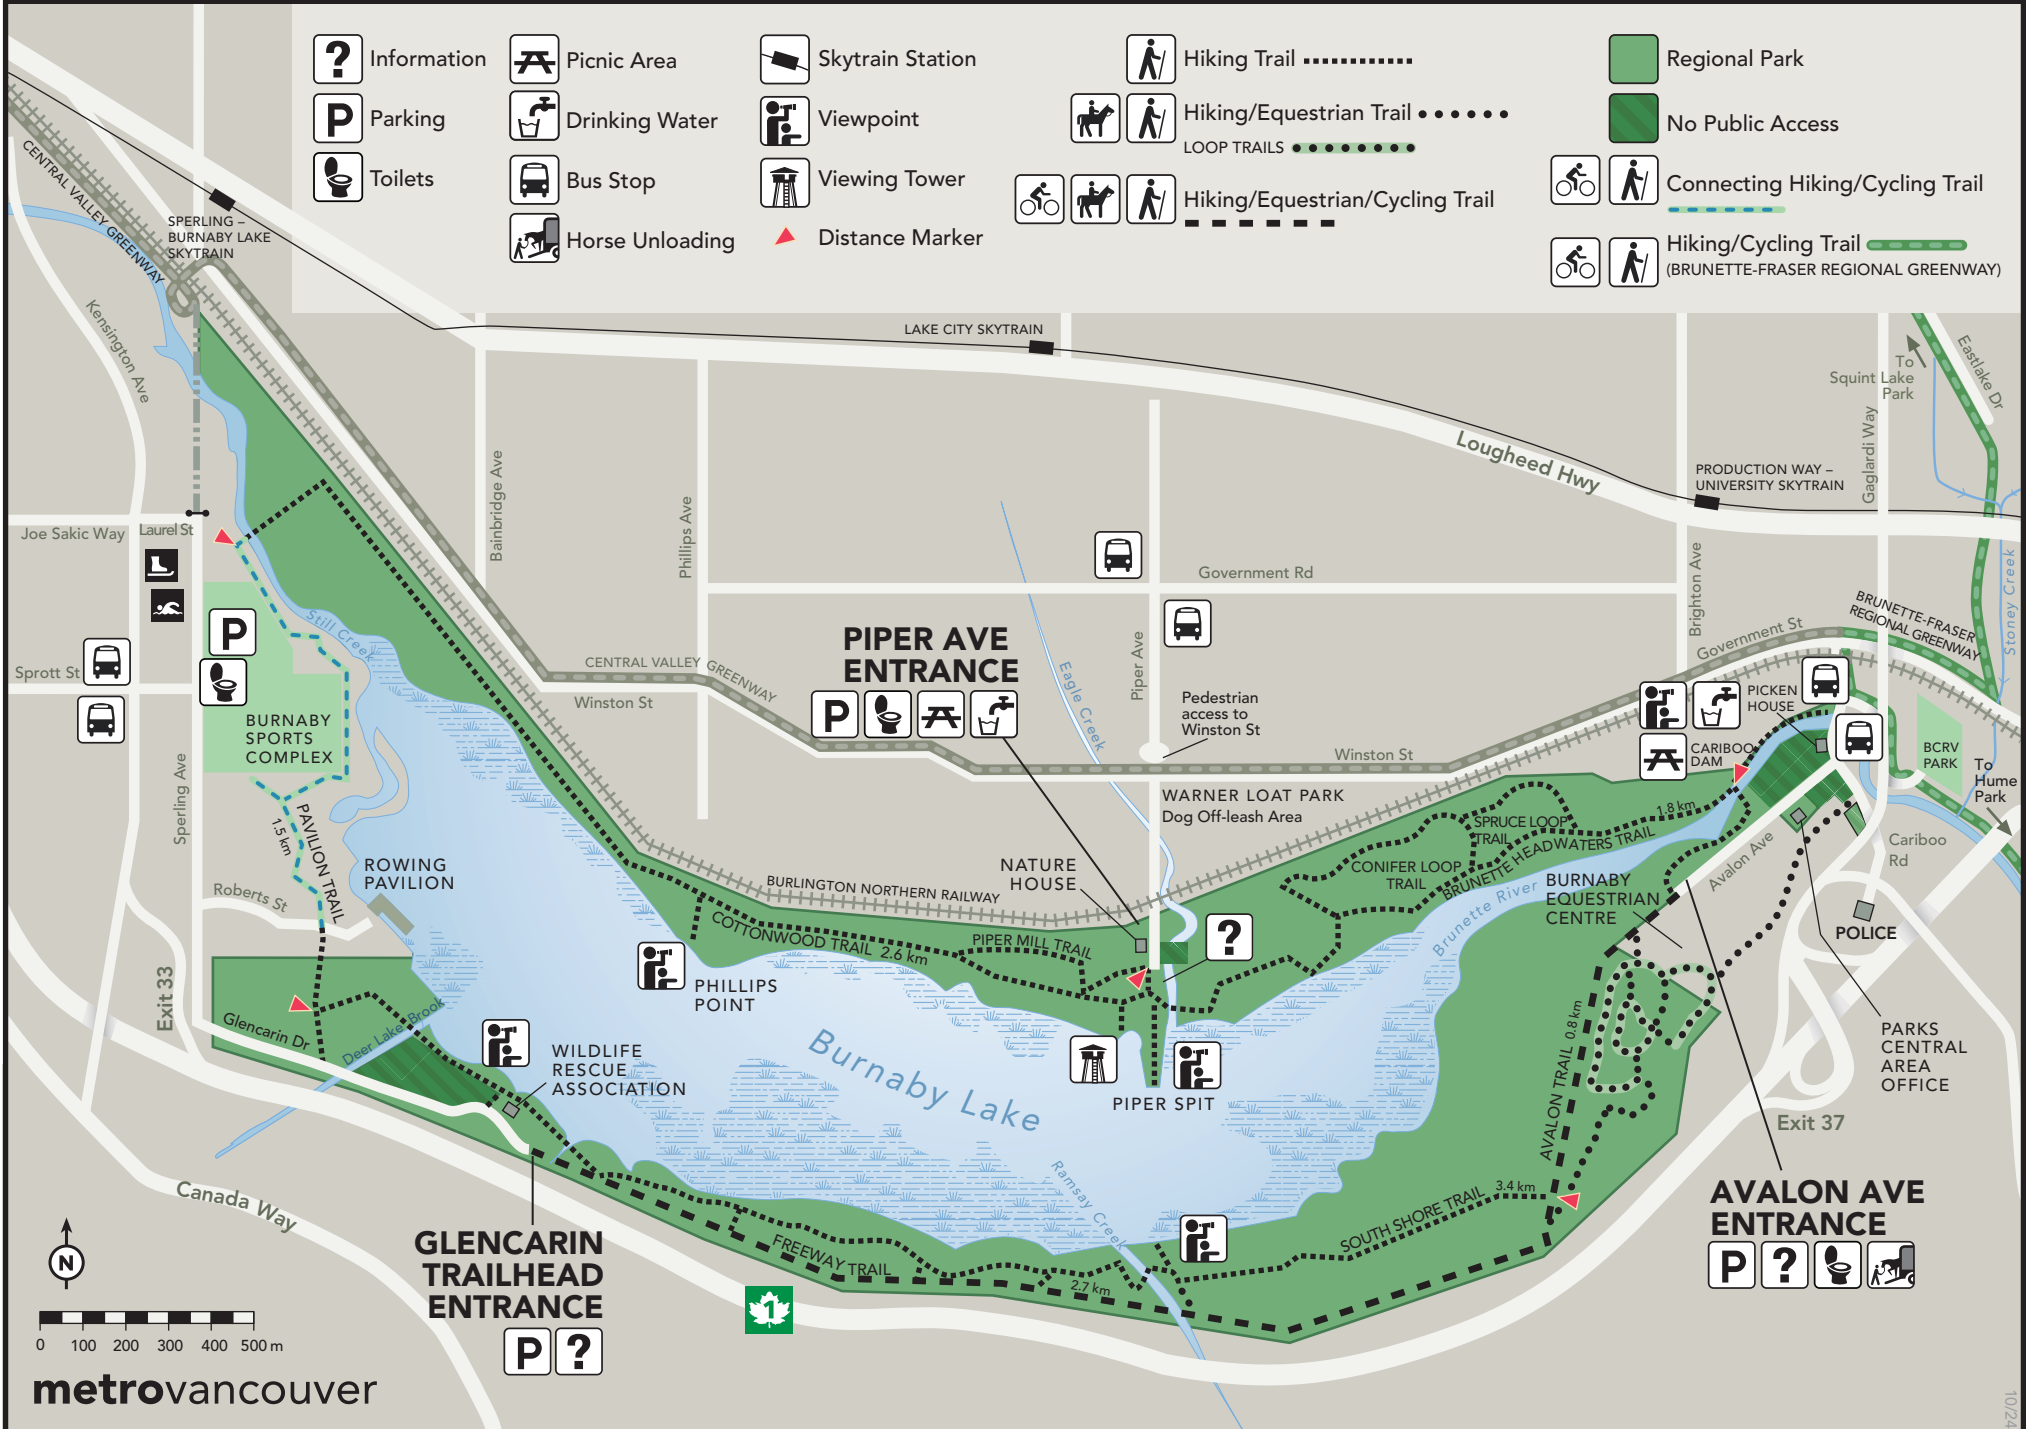 Information
Parking
Toilets
Picnic Area
Drinking Water
Bus Stop
Horse Unloading
Skytrain Station
Viewpoint
Viewing Tower
Distance Marker
Hiking Trail
Hiking/Equestrian Trail
LOOP TRAILS
Hiking/Equestrian/Cycling Trail
Regional Park
No Public Access
Connecting Hiking/Cycling Trail
Hiking/Cycling Trail
(BRUNETTE-FRASER REGIONAL GREENWAY)
CENTRAL VALLEY GREENWAY
SPERLING –
BURNABY LAKE
SKYTRAIN
Kensington Ave
LAKE CITY SKYTRAIN
Lougheed Hwy
PRODUCTION WAY –
UNIVERSITY SKYTRAIN
To
Squint Lake
Park
Eastlake Dr
Gaglardi Way
Stoney Creek
Bainbridge Ave
Phillips Ave
Joe Sakic Way
Laurel St
Government Rd
Brighton Ave
Still Creek
P
Sprott St
BURNABY
SPORTS
COMPLEX
Sperling Ave
PAVILION TRAIL
1.5 km
Roberts St
ROWING
PAVILION
CENTRAL VALLEY GREENWAY
Winston St
PIPER AVE
ENTRANCE
P
Eagle Creek
Piper Ave
Pedestrian
access to
Winston St
Winston St
Government St
BRUNETTE-FRASER
REGIONAL GREENWAY
PICKEN
HOUSE
CARIBOO
DAM
BCRV
PARK
To
Hume
Park
WARNER LOAT PARK
Dog Off-leash Area
NATURE
HOUSE
BURLINGTON NORTHERN RAILWAY
COTTONWOOD TRAIL 2.6 km
PIPER MILL TRAIL
?
PHILLIPS
POINT
SPRUCE LOOP
TRAIL
CONIFER LOOP
TRAIL
BRUNETTE HEADWATERS TRAIL
1.8 km
Brunette River
BURNABY
EQUESTRIAN
CENTRE
Avalon Ave
Cariboo
Rd
POLICE
PARKS
CENTRAL
AREA
OFFICE
Exit 33
Glencarin Dr
Deer Lake Brook
WILDLIFE
RESCUE
ASSOCIATION
Burnaby Lake
PIPER SPIT
AVALON TRAIL 0.8 km
Exit 37
Canada Way
GLENCARIN
TRAILHEAD
ENTRANCE
P ?
FREEWAY TRAIL
2.7 km
Ramsay Creek
SOUTH SHORE TRAIL
3.4 km
AVALON AVE
ENTRANCE
P ?
1
N
0 100 200 300 400 500 m
metrovancouver
10/24